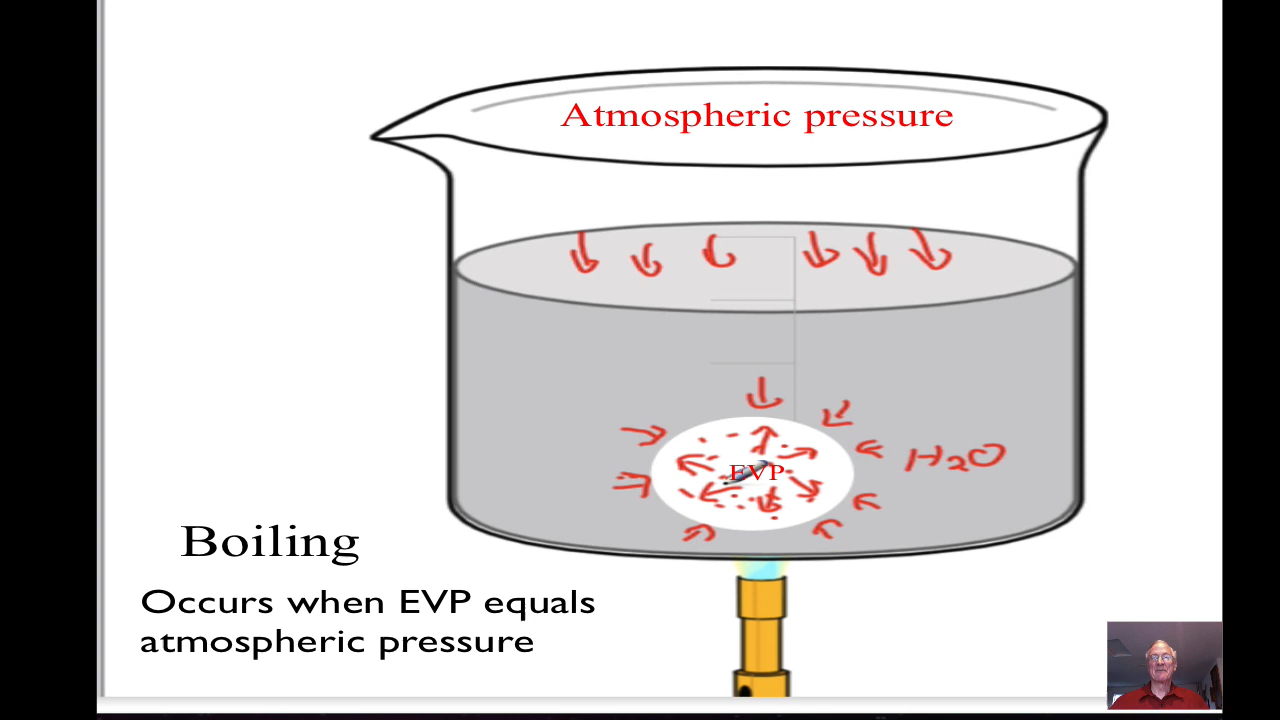 Atmospheric pressure
EVP
H2O
Boiling
Occurs when EVP equals
atmospheric pressure